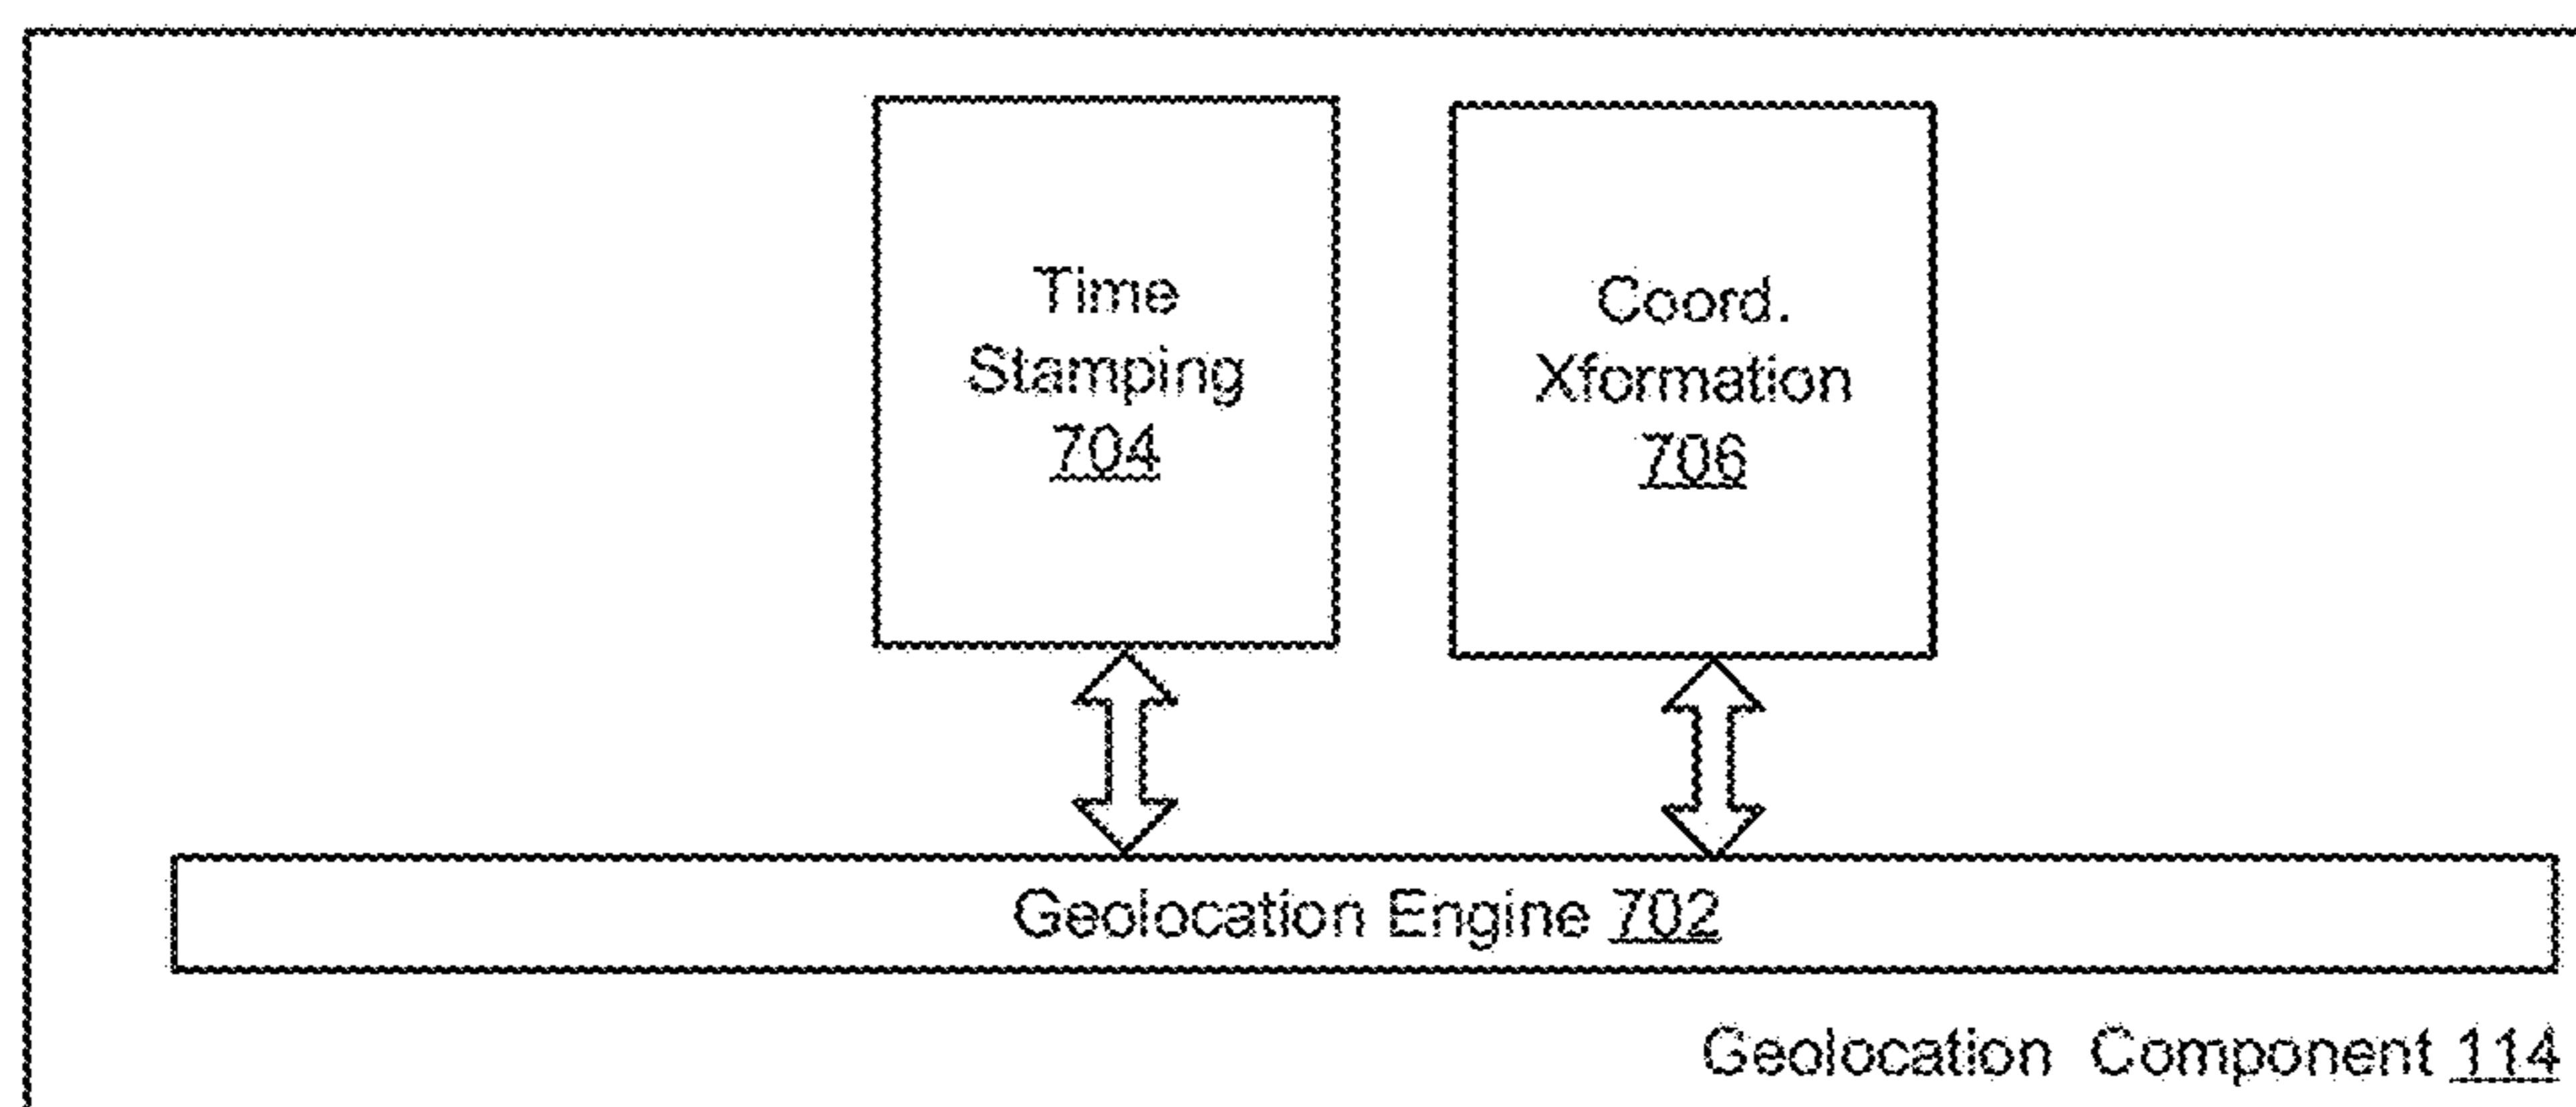 Time
Stamping
704
Coord.
Xformation
706
Geolocation Engine 702
Geolocation Component 114